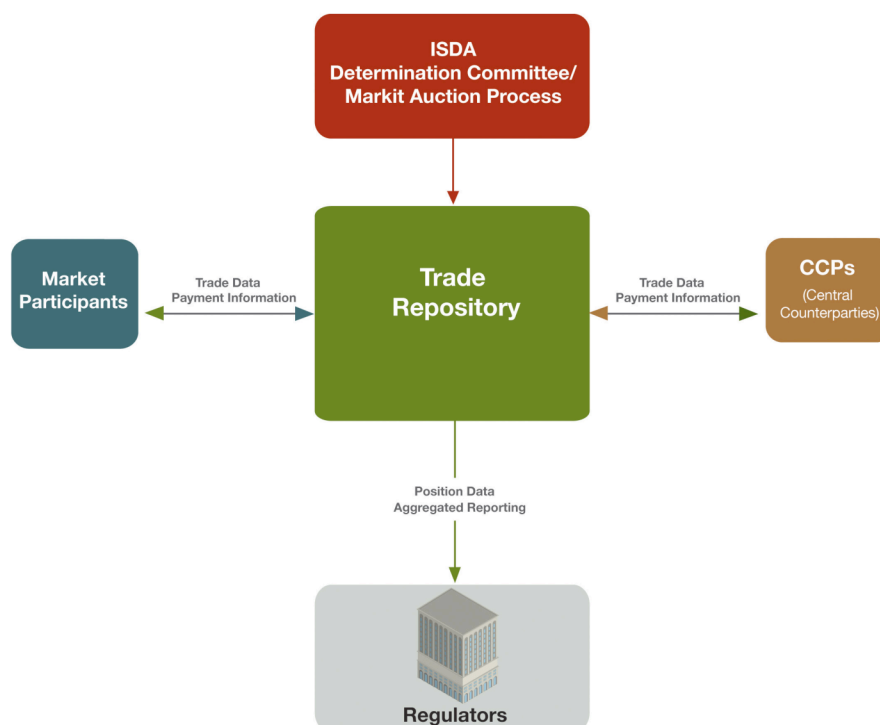 ISDA
Determination Committee/
Markit Auction Process
Market
Participants
Trade Data
Payment Information
Trade
Repository
Trade Data
Payment Information
CCPs
(Central
Counterparties)
Position Data
Aggregated Reporting
Regulators